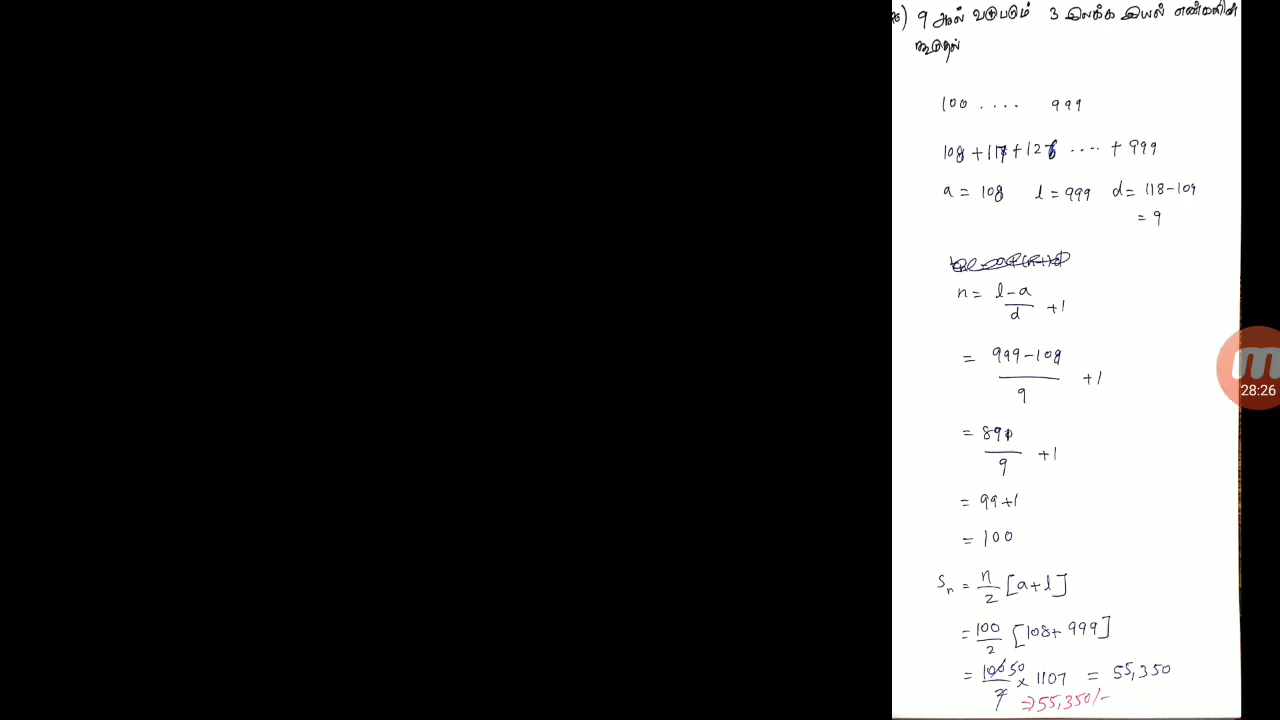 26) 9 ஆல் வகுபடும் 3 இலக்க இயல் எண்களின்
கூடுதல்
100 .... 999
108 + 117 + 126 .... + 999
a = 108 l = 999 d = 118 - 109
= 9
n = l - a / d + 1
= 999 - 108 / 9 + 1
= 891 / 9 + 1
= 99 + 1
= 100
Sn = n/2 [a + l]
= 100/2 [108 + 999]
= 100 50 / 2 × 1107 = 55,350
⇒ 55,350/-
28:26